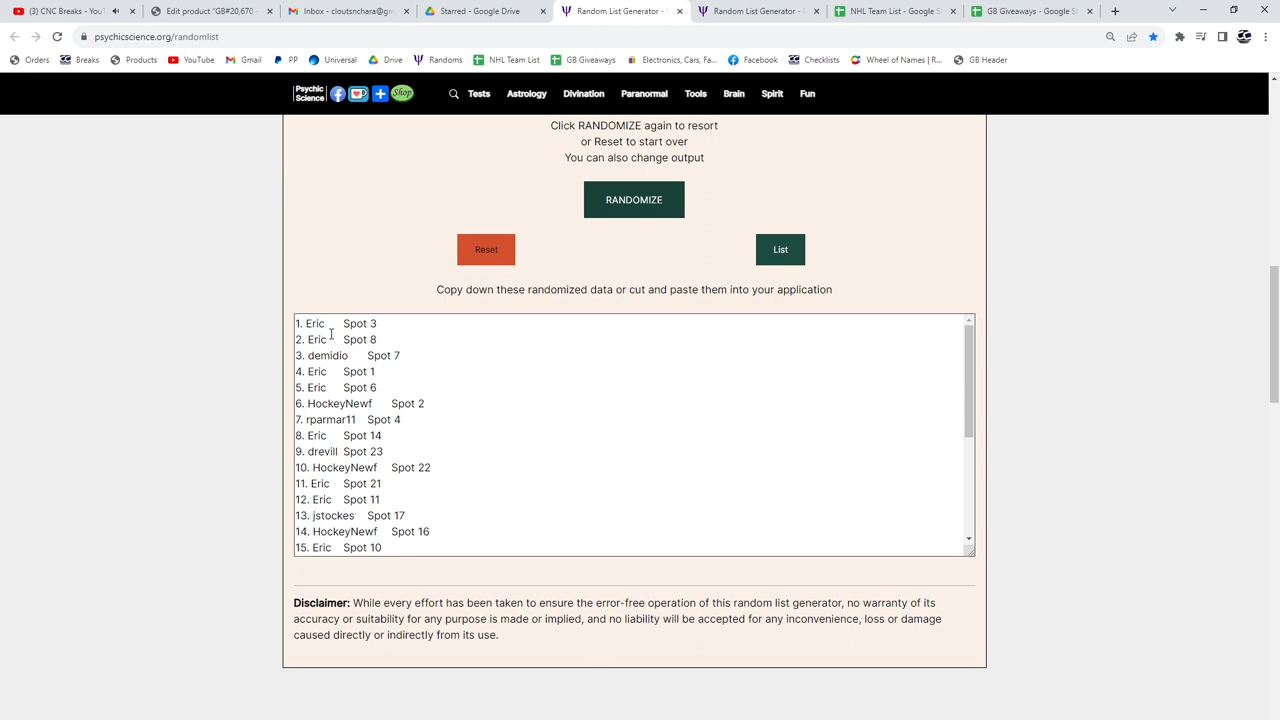 (3) CNC Breaks - YouT
Edit product "GB#20,670
Inbox - cloutsnchara@gm
Starred - Google Drive
Random List Generator -
Random List Generator -
NHL Team List - Google S
GB Giveaways - Google Sh
psychicscience.org/randomlist
Orders Breaks Products YouTube Gmail PP Universal Drive Randoms NHL Team List GB Giveaways Electronics, Cars, Fa... Facebook Checklists Wheel of Names | R... GB Header
Psychic Science Shop Tests Astrology Divination Paranormal Tools Brain Spirit Fun
Click RANDOMIZE again to resort
or Reset to start over
You can also change output
RANDOMIZE
Reset List
Copy down these randomized data or cut and paste them into your application
1. Eric Spot 3
2. Eric Spot 8
3. demidio Spot 7
4. Eric Spot 1
5. Eric Spot 6
6. HockeyNewf Spot 2
7. rparmar11 Spot 4
8. Eric Spot 14
9. drevill Spot 23
10. HockeyNewf Spot 22
11. Eric Spot 21
12. Eric Spot 11
13. jstockes Spot 17
14. HockeyNewf Spot 16
15. Eric Spot 10
Disclaimer: While every effort has been taken to ensure the error-free operation of this random list generator, no warranty of its
accuracy or suitability for any purpose is made or implied, and no liability will be accepted for any inconvenience, loss or damage
caused directly or indirectly from its use.